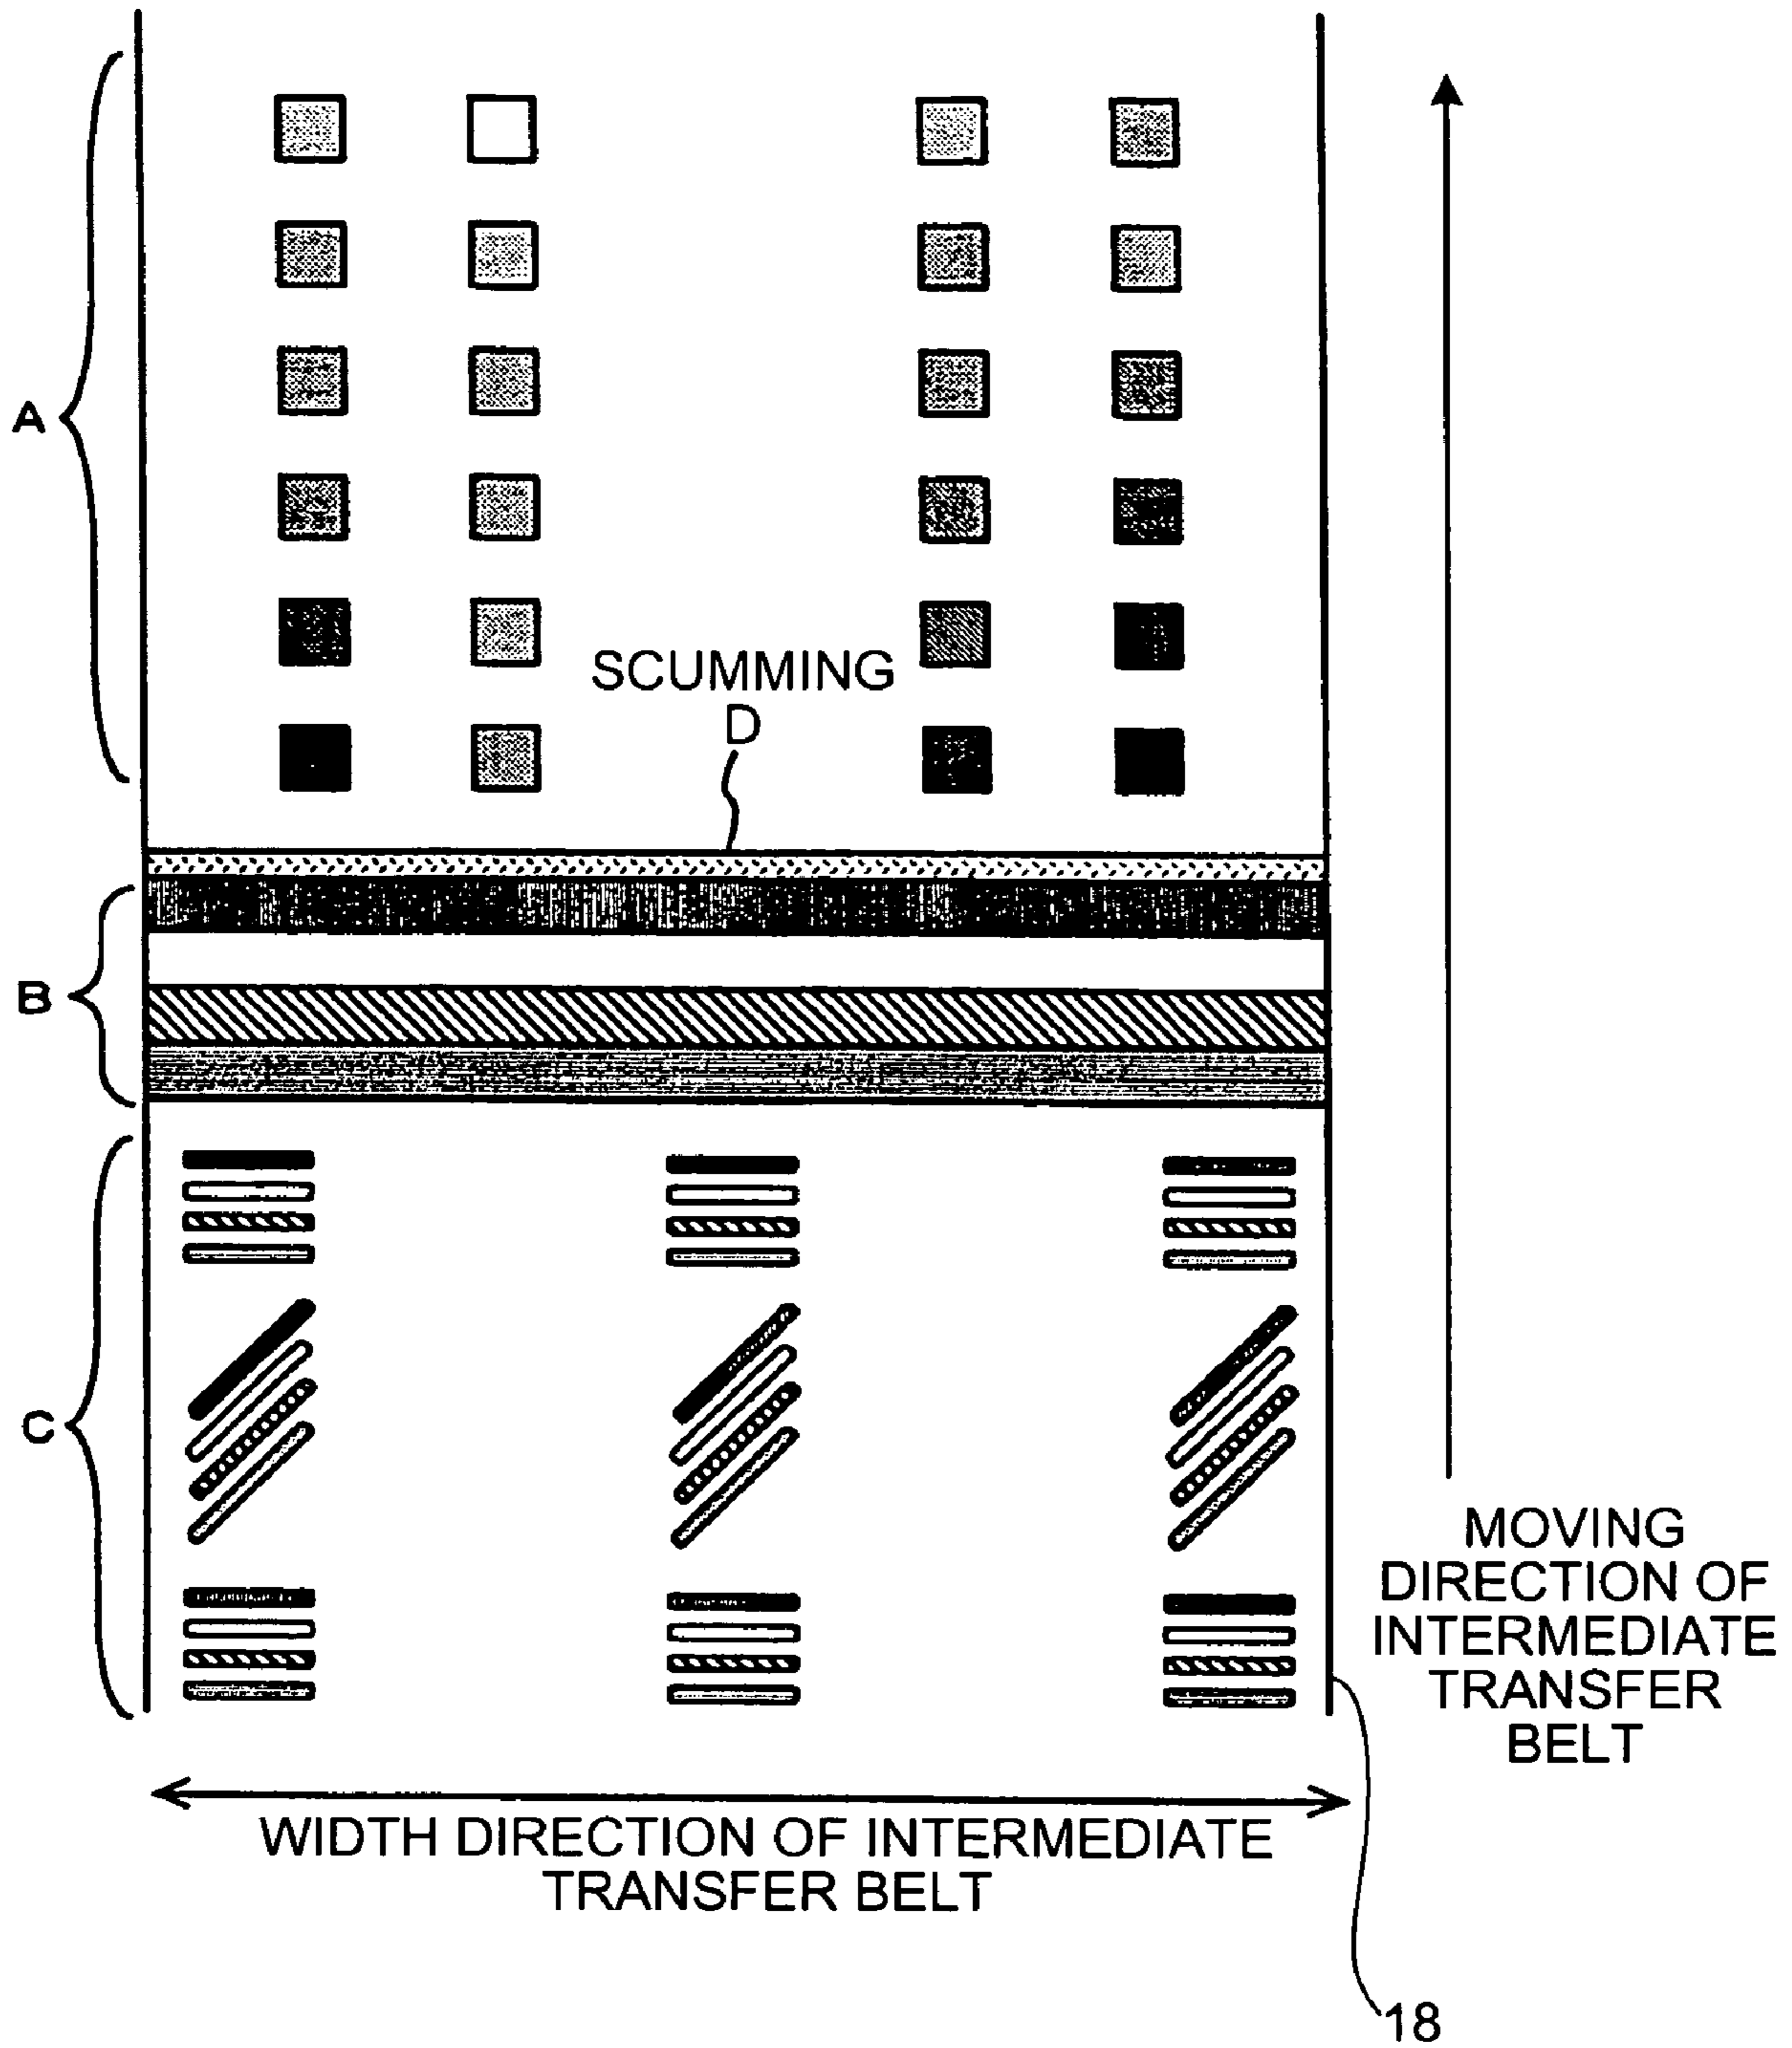 A
SCUMMING
D
B
C
MOVING
DIRECTION OF
INTERMEDIATE
TRANSFER
BELT
WIDTH DIRECTION OF INTERMEDIATE
TRANSFER BELT
18